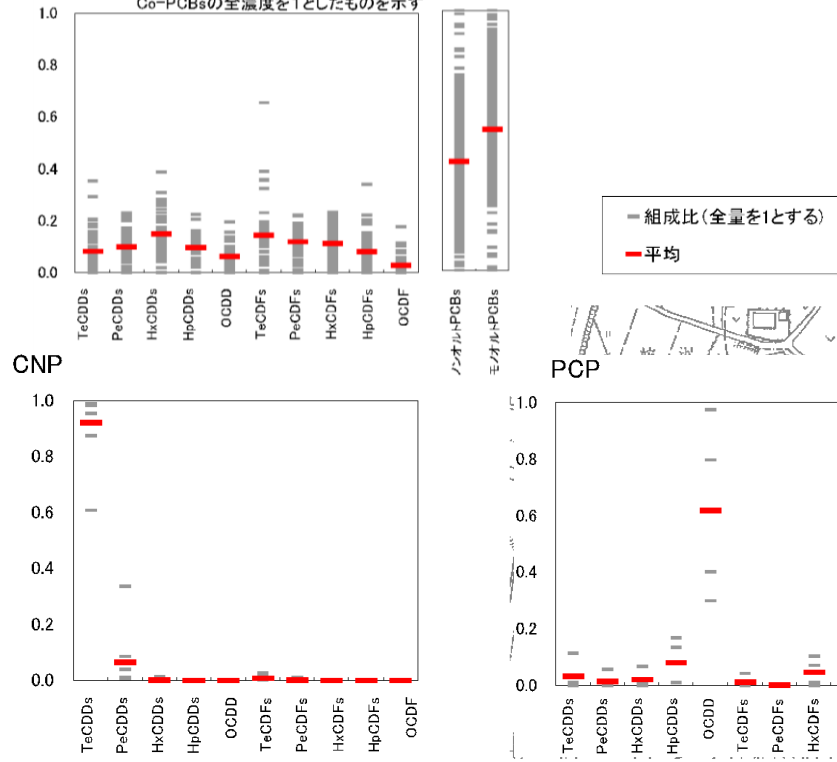 Co-PCBsの全濃度を1としたものを示す
1.0
0.8
0.6
0.4
0.2
0.0
TeCDDs
PeCDDs
HxCDDs
HpCDDs
OCDD
TeCDFs
PeCDFs
HxCDFs
HpCDFs
OCDF
ノンオルトPCBs
モノオルトPCBs
組成比(全量を1とする)
平均
CNP
1.0
0.8
0.6
0.4
0.2
0.0
TeCDDs
PeCDDs
HxCDDs
HpCDDs
OCDD
TeCDFs
PeCDFs
HxCDFs
HpCDFs
OCDF
PCP
1.0
0.8
0.6
0.4
0.2
0.0
TeCDDs
PeCDDs
HxCDDs
HpCDDs
OCDD
TeCDFs
PeCDFs
HxCDFs